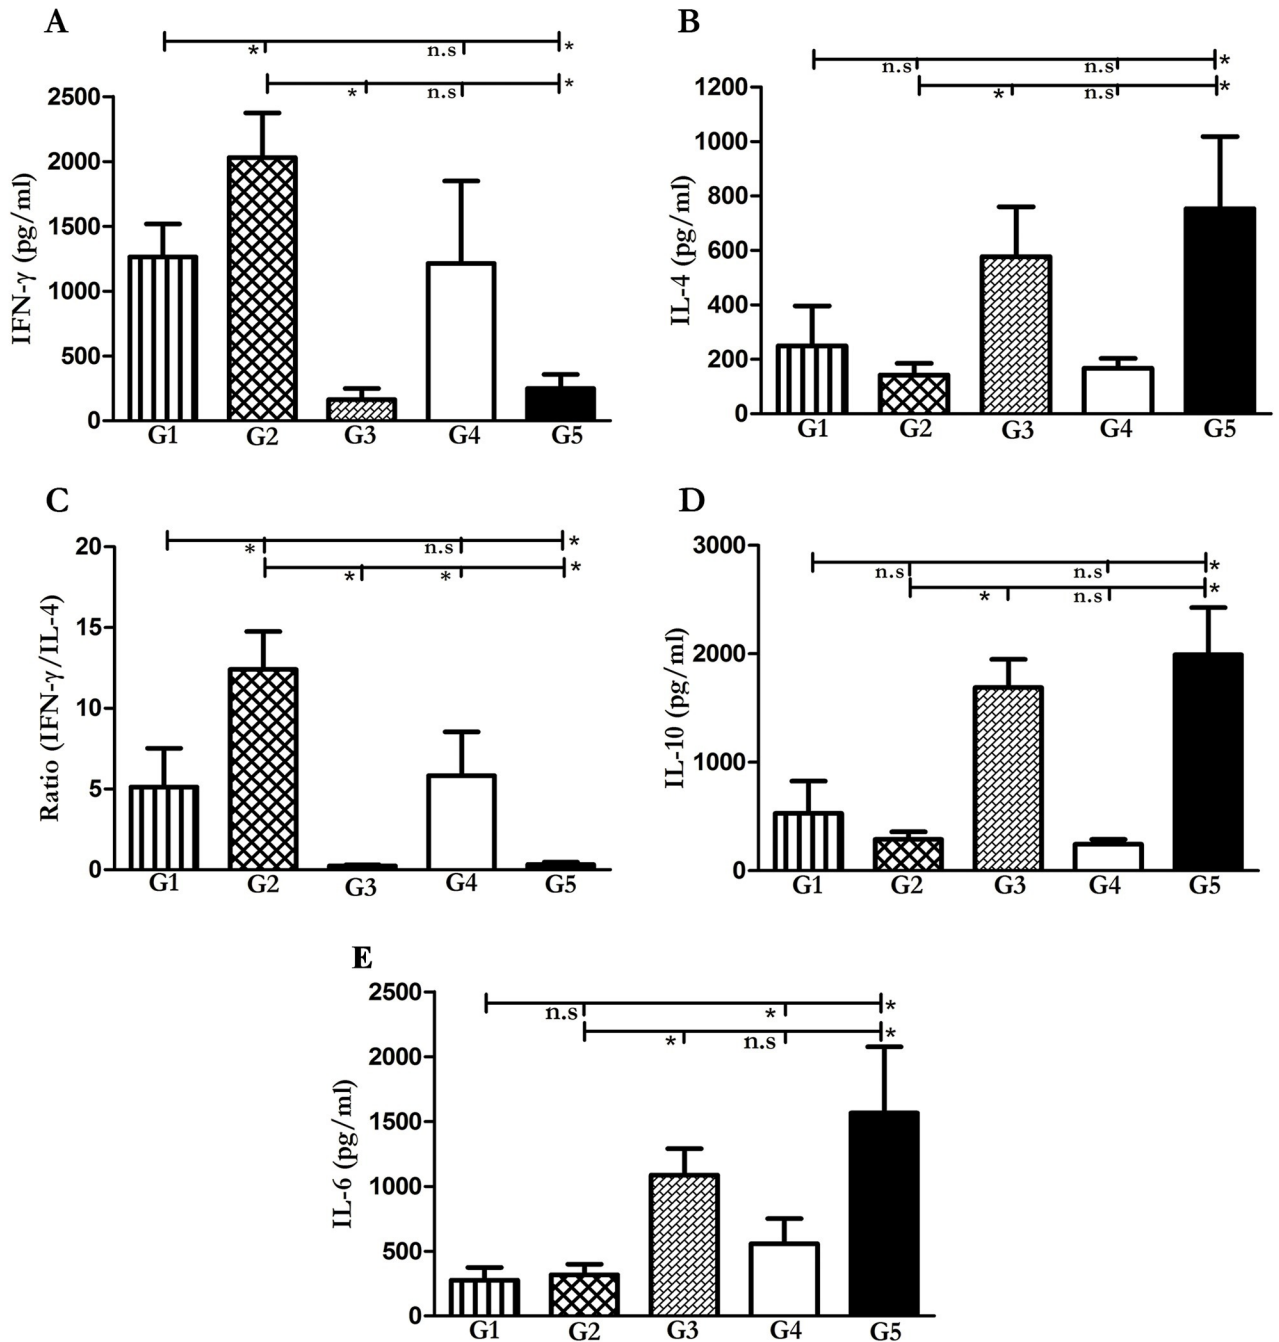 A
* n.s *
* n.s *
IFN-γ (pg/ml)
2500
2000
1500
1000
500
0
G1 G2 G3 G4 G5
B
n.s n.s *
* n.s *
IL-4 (pg/ml)
1200
1000
800
600
400
200
0
G1 G2 G3 G4 G5
C
* n.s *
* * *
Ratio (IFN-γ/IL-4)
20
15
10
5
0
G1 G2 G3 G4 G5
D
n.s n.s *
* n.s *
IL-10 (pg/ml)
3000
2000
1000
0
G1 G2 G3 G4 G5
E
n.s * *
* n.s *
IL-6 (pg/ml)
2500
2000
1500
1000
500
0
G1 G2 G3 G4 G5